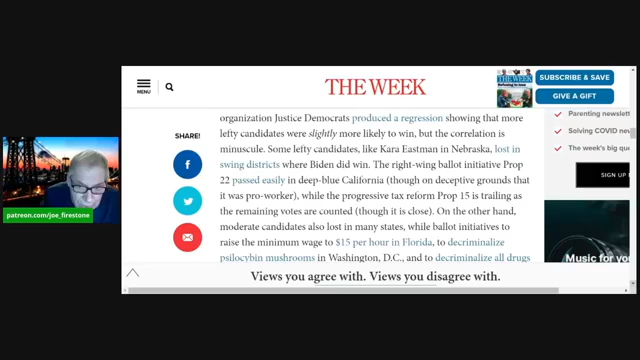 MENU
THE WEEK
SUBSCRIBE & SAVE
GIVE A GIFT
SHARE!
organization Justice Democrats produced a regression showing that more
lefty candidates were slightly more likely to win, but the correlation is
minuscule. Some lefty candidates, like Kara Eastman in Nebraska, lost in
swing districts where Biden did win. The right-wing ballot initiative Prop
22 passed easily in deep-blue California (though on deceptive grounds that
it was pro-worker), while the progressive tax reform Prop 15 is trailing as
the remaining votes are counted (though it is close). On the other hand,
moderate candidates also lost in many states, while ballot initiatives to
raise the minimum wage to $15 per hour in Florida, to decriminalize
psilocybin mushrooms in Washington, D.C., and to decriminalize all drugs
Parenting newsletter
Solving COVID
The week's big
SIGN UP
Music for you
Views you agree with. Views you disagree with.
patreon.com/joe_firestone